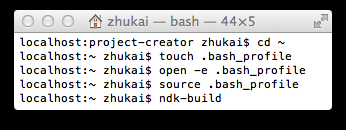 zhukai — bash — 44×5
localhost:project-creator zhukai$ cd ~
localhost:~ zhukai$ touch .bash_profile
localhost:~ zhukai$ open -e .bash_profile
localhost:~ zhukai$ source .bash_profile
localhost:~ zhukai$ ndk-build